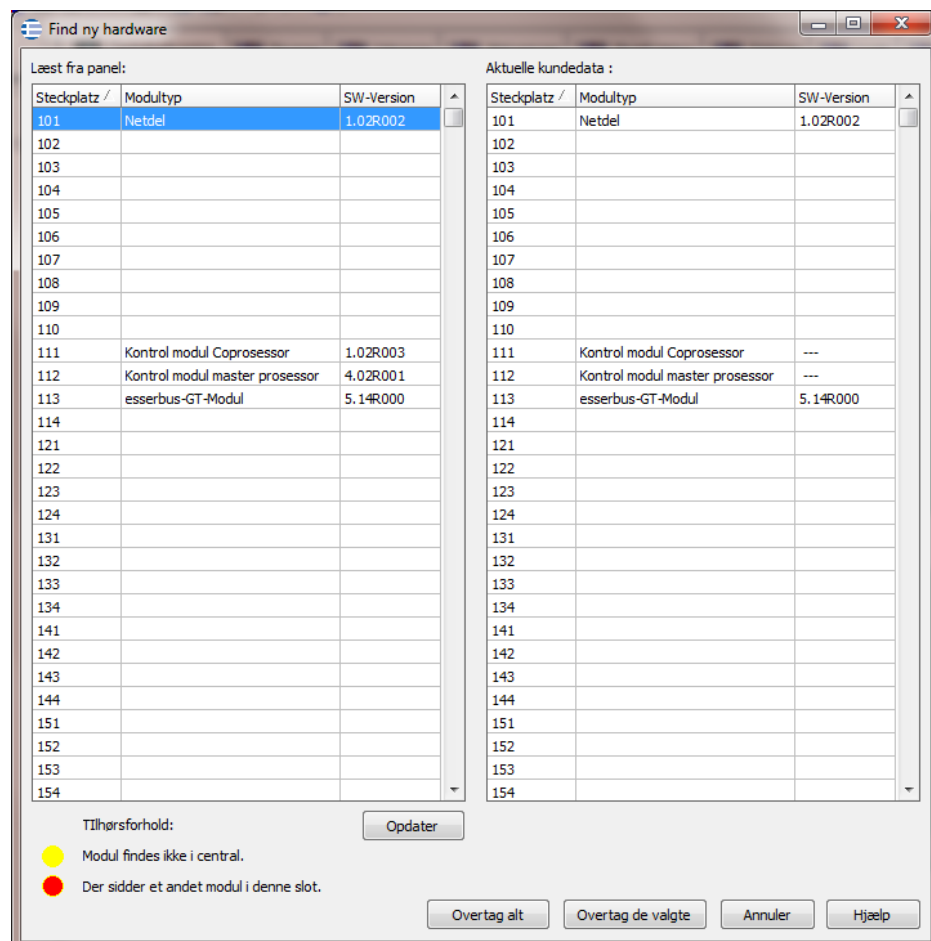 Find ny hardware
Læst fra panel:
Steckplatz Modultyp SW-Version
101 Netdel 1.02R002
102
103
104
105
106
107
108
109
110
111 Kontrol modul Coprosessor 1.02R003
112 Kontrol modul master prosessor 4.02R001
113 esserbus-GT-Modul 5.14R000
114
121
122
123
124
131
132
133
134
141
142
143
144
151
152
153
154
Aktuelle kundedata :
Steckplatz Modultyp SW-Version
101 Netdel 1.02R002
102
103
104
105
106
107
108
109
110
111 Kontrol modul Coprosessor ---
112 Kontrol modul master prosessor ---
113 esserbus-GT-Modul 5.14R000
114
121
122
123
124
131
132
133
134
141
142
143
144
151
152
153
154
TIlhørsforhold:
Opdater
Modul findes ikke i central.
Der sidder et andet modul i denne slot.
Overtag alt Overtag de valgte Annuler Hjælp